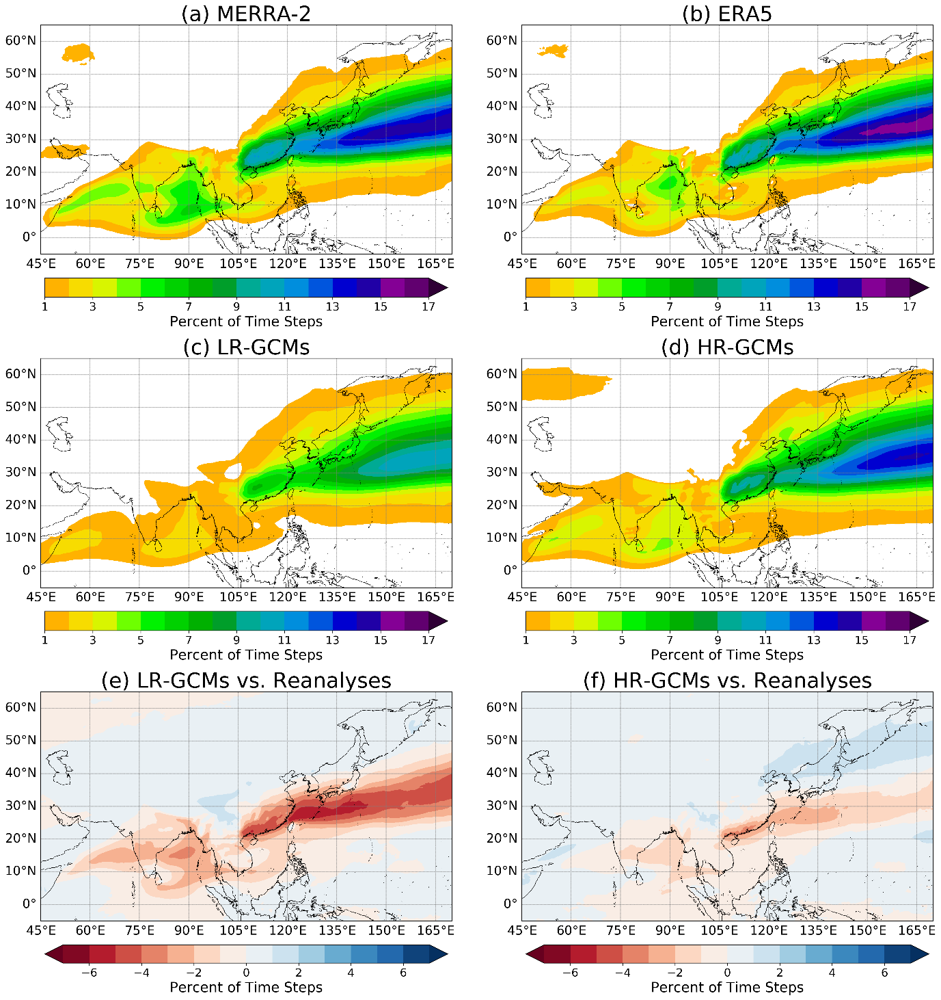 (a) MERRA-2
(b) ERA5
60°N
50°N
40°N
30°N
20°N
10°N
0°
45°E 60°E 75°E 90°E 105°E 120°E 135°E 150°E 165°E
1 3 5 7 9 11 13 15 17
Percent of Time Steps
60°N
50°N
40°N
30°N
20°N
10°N
0°
45°E 60°E 75°E 90°E 105°E 120°E 135°E 150°E 165°E
1 3 5 7 9 11 13 15 17
Percent of Time Steps
(c) LR-GCMs
(d) HR-GCMs
60°N
50°N
40°N
30°N
20°N
10°N
0°
45°E 60°E 75°E 90°E 105°E 120°E 135°E 150°E 165°E
1 3 5 7 9 11 13 15 17
Percent of Time Steps
60°N
50°N
40°N
30°N
20°N
10°N
0°
45°E 60°E 75°E 90°E 105°E 120°E 135°E 150°E 165°E
1 3 5 7 9 11 13 15 17
Percent of Time Steps
(e) LR-GCMs vs. Reanalyses
(f) HR-GCMs vs. Reanalyses
60°N
50°N
40°N
30°N
20°N
10°N
0°
45°E 60°E 75°E 90°E 105°E 120°E 135°E 150°E 165°E
−6 −4 −2 0 2 4 6
Percent of Time Steps
60°N
50°N
40°N
30°N
20°N
10°N
0°
45°E 60°E 75°E 90°E 105°E 120°E 135°E 150°E 165°E
−6 −4 −2 0 2 4 6
Percent of Time Steps